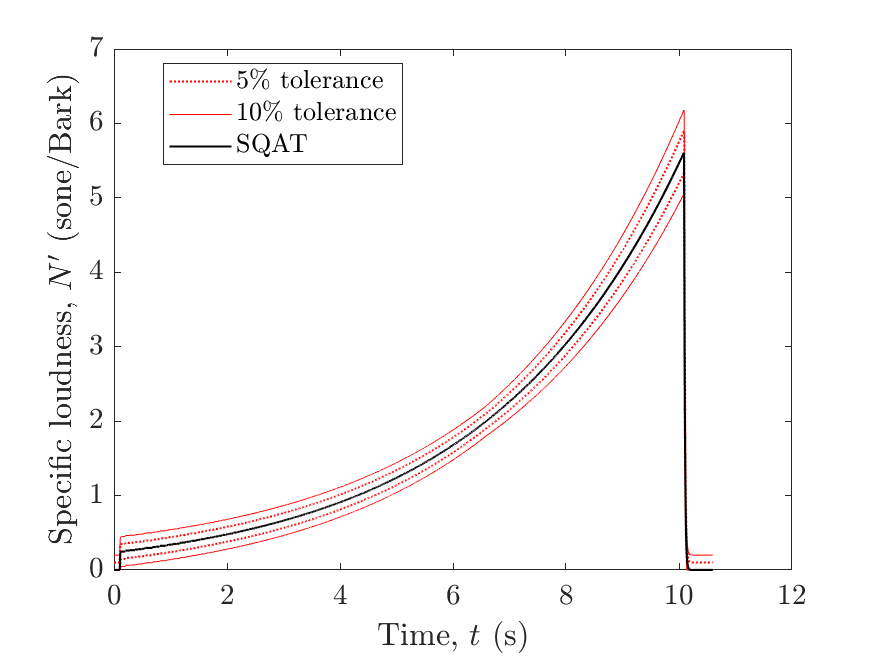 7
6
5
4
3
2
1
0
Specific loudness, N′ (sone/Bark)
5% tolerance
10% tolerance
SQAT
0 2 4 6 8 10 12
Time, t (s)